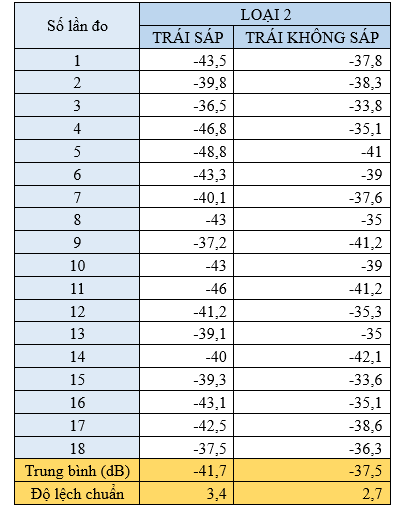 Số lần đo LOẠI 2
TRÁI SÁP TRÁI KHÔNG SÁP
1 -43,5 -37,8
2 -39,8 -38,3
3 -36,5 -33,8
4 -46,8 -35,1
5 -48,8 -41
6 -43,3 -39
7 -40,1 -37,6
8 -43 -35
9 -37,2 -41,2
10 -43 -39
11 -46 -41,2
12 -41,2 -35,3
13 -39,1 -35
14 -40 -42,1
15 -39,3 -33,6
16 -43,1 -35,1
17 -42,5 -38,6
18 -37,5 -36,3
Trung bình (dB) -41,7 -37,5
Độ lệch chuẩn 3,4 2,7